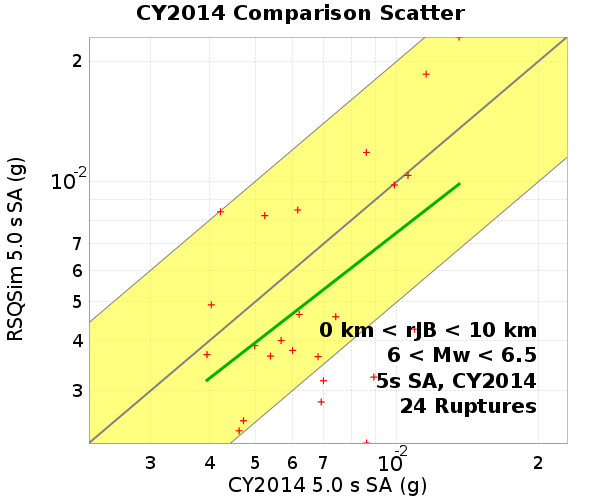 CY2014 Comparison Scatter
RSQSim 5.0 s SA (g)
2
10-2
7
6
5
4
3
0 km < rJB < 10 km
6 < Mw < 6.5
5s SA, CY2014
24 Ruptures
3 4 5 6 7 10-2 2
CY2014 5.0 s SA (g)